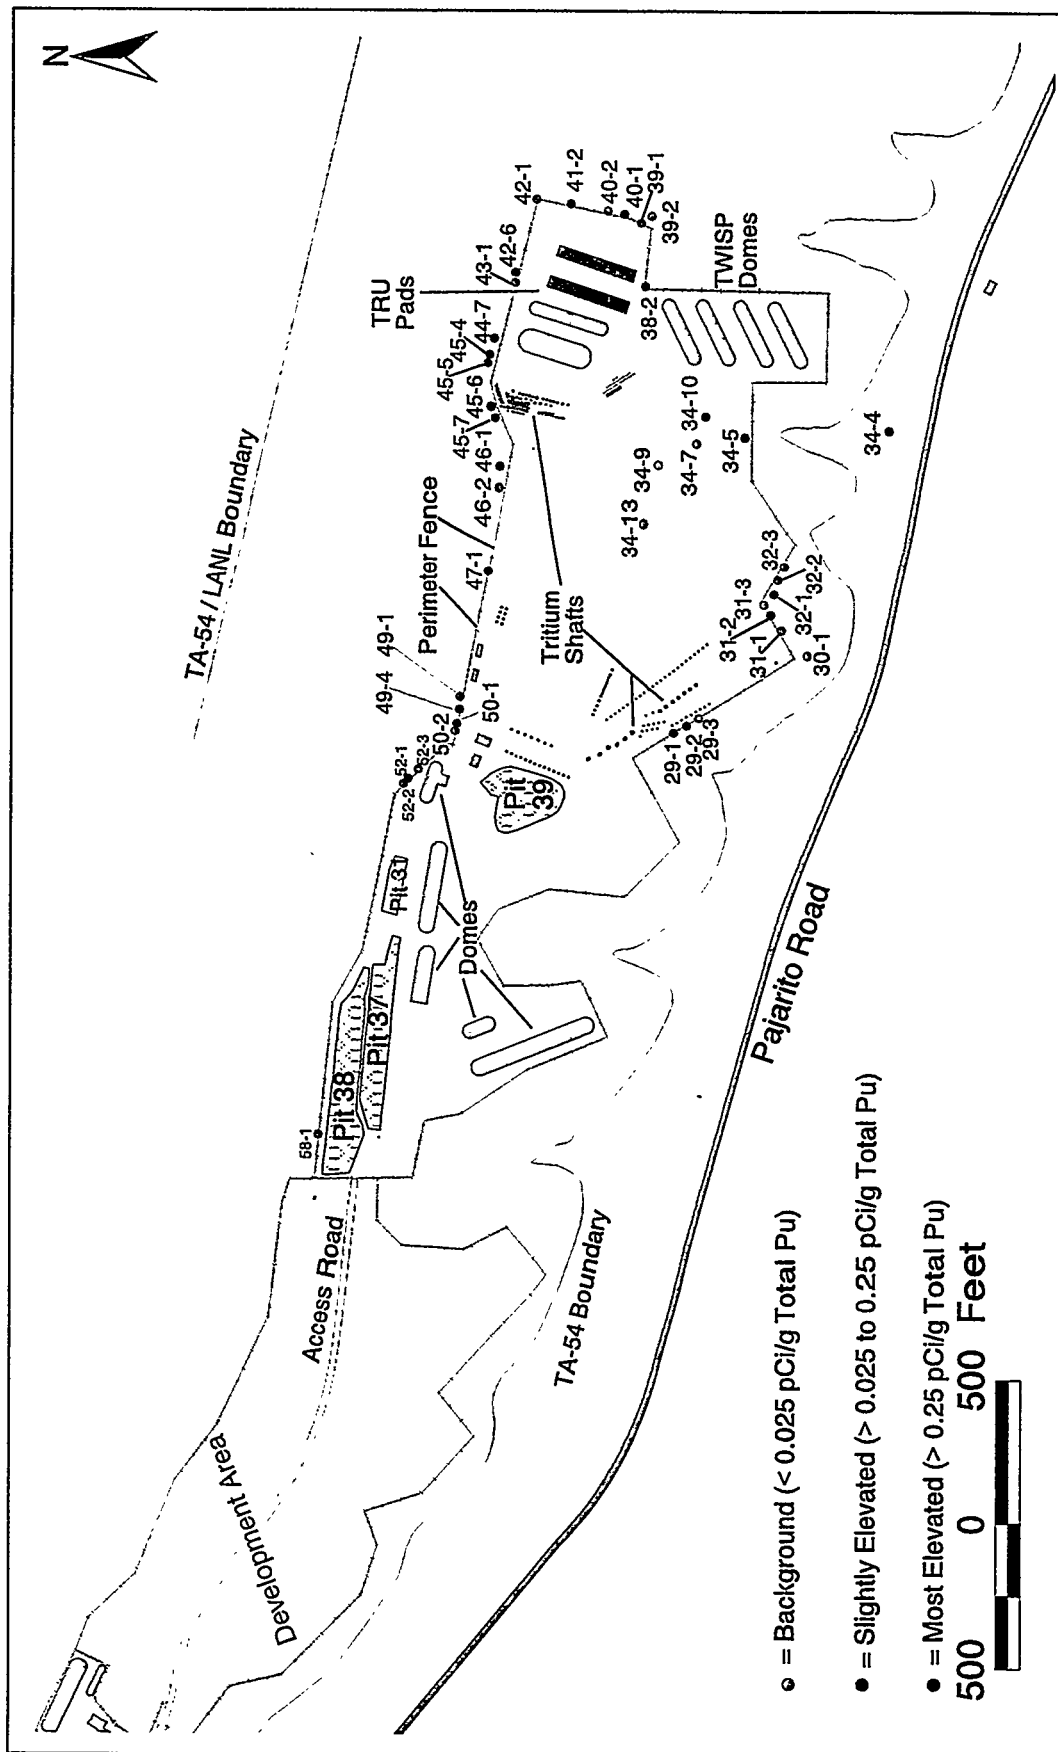 N
TA-54 / LANL Boundary
TRU
Pads
43-1
42-6
42-1
41-2
40-2
40-1
39-1
39-2
38-2
TWISP
Domes
45-5
45-4
44-7
45-7
45-6
46-1
46-2
Perimeter Fence
47-1
49-1
49-4
50-1
50-2
52-1
52-3
52-2
34-10
34-7
34-9
34-13
34-5
34-4
Tritium
Shafts
32-3
32-2
32-1
31-3
31-2
31-1
30-1
29-1
29-2
29-3
Pit
39
Pit 31
Domes
Pit 37
Pit 38
58-1
Pajarito Road
Access Road
TA-54 Boundary
Development Area
= Background (< 0.025 pCi/g Total Pu)
= Slightly Elevated (> 0.025 to 0.25 pCi/g Total Pu)
= Most Elevated (> 0.25 pCi/g Total Pu)
500 0 500 Feet